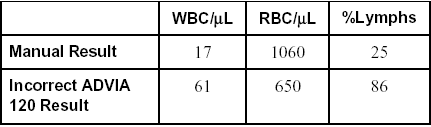 WBC/μL RBC/μL %Lymphs
Manual Result 17 1060 25
Incorrect ADVIA 120 Result 61 650 86